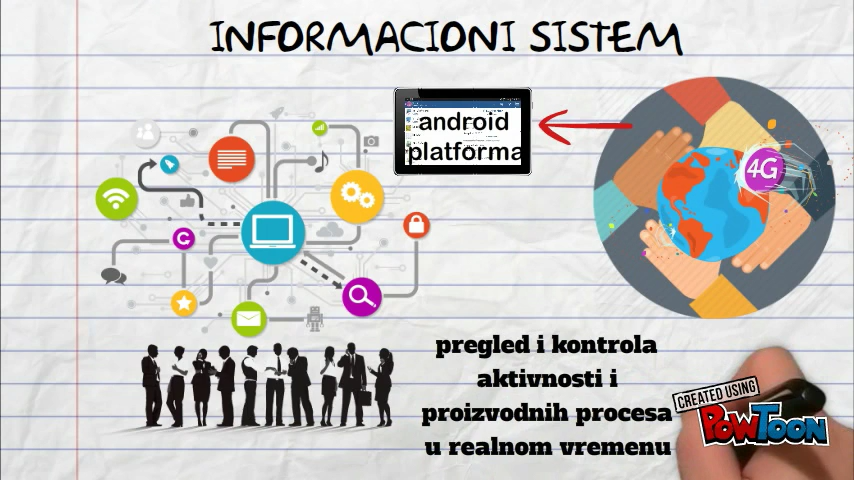 INFORMACIONI SISTEM
android
platforma
4G
pregled i kontrola
aktivnosti i
proizvodnih procesa
u realnom vremenu
CREATED USING
POWTOON